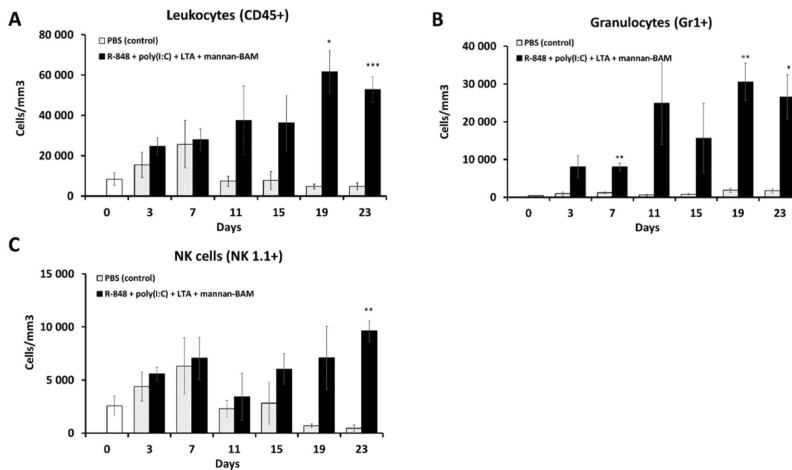 A
Leukocytes (CD45+)
PBS (control)
R-848 + poly(I:C) + LTA + mannan-BAM
Cells/mm3
80 000
60 000
40 000
20 000
0
*
***
0 3 7 11 15 19 23
Days
B
Granulocytes (Gr1+)
PBS (control)
R-848 + poly(I:C) + LTA + mannan-BAM
Cells/mm3
40 000
30 000
20 000
10 000
0
**
**
*
0 3 7 11 15 19 23
Days
C
NK cells (NK 1.1+)
PBS (control)
R-848 + poly(I:C) + LTA + mannan-BAM
Cells/mm3
15 000
10 000
5 000
0
**
0 3 7 11 15 19 23
Days